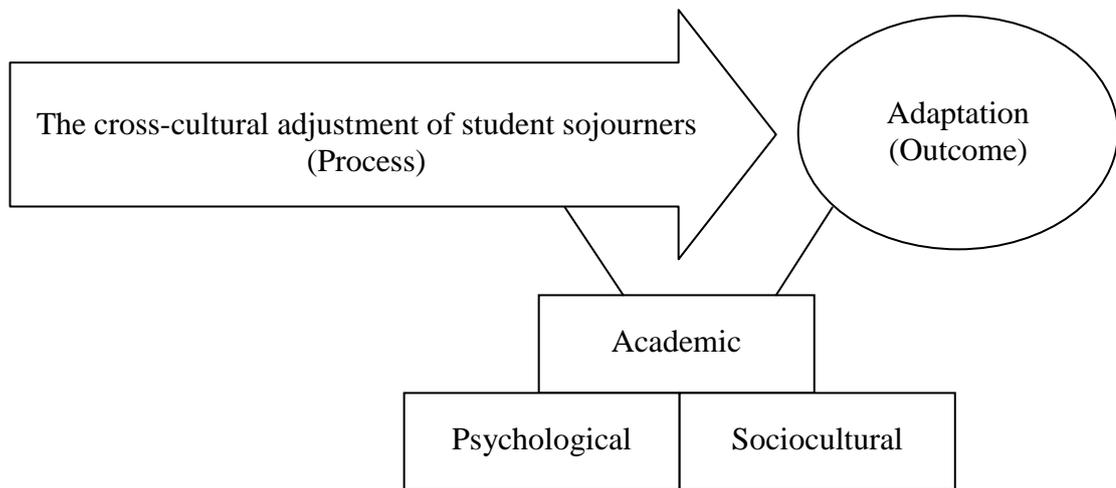 The cross-cultural adjustment of student sojourners
(Process)
Adaptation
(Outcome)
Academic
Psychological
Sociocultural